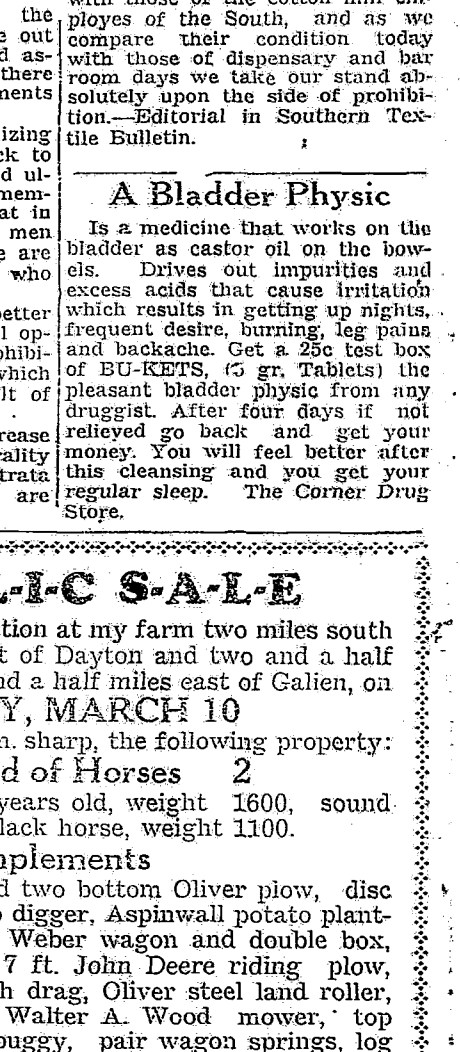 the
e out
d as-
there
ments
izing
ck to
d ul-
mem-
at in
men
e are
who
better
l op-
ohibi-
which
lt of
rease
ality
trata
are
ployes of the South, and as we
compare their condition today
with those of dispensary and bar
room days we take our stand ab-
solutely upon the side of prohibi-
tion.—Editorial in Southern Tex-
tile Bulletin.
A Bladder Physic
Is a medicine that works on the
bladder as castor oil on the bow-
els. Drives out impurities and
excess acids that cause irritation
which results in getting up nights,
frequent desire, burning, leg pains
and backache. Get a 25c test box
of BU-KETS, (5 gr. Tablets) the
pleasant bladder physic from any
druggist. After four days if not
relieved go back and get your
money. You will feel better after
this cleansing and you get your
regular sleep. The Corner Drug
Store.
L-I-C S-A-L-E
tion at my farm two miles south
t of Dayton and two and a half
nd a half miles east of Galien, on
Y, MARCH 10
n. sharp, the following property:
d of Horses 2
years old, weight 1600, sound
lack horse, weight 1100.
nplements
d two bottom Oliver plow, disc
o digger, Aspinwall potato plant-
Weber wagon and double box,
7 ft. John Deere riding plow,
h drag, Oliver steel land roller,
Walter A. Wood mower, top
buggy, pair wagon springs, log